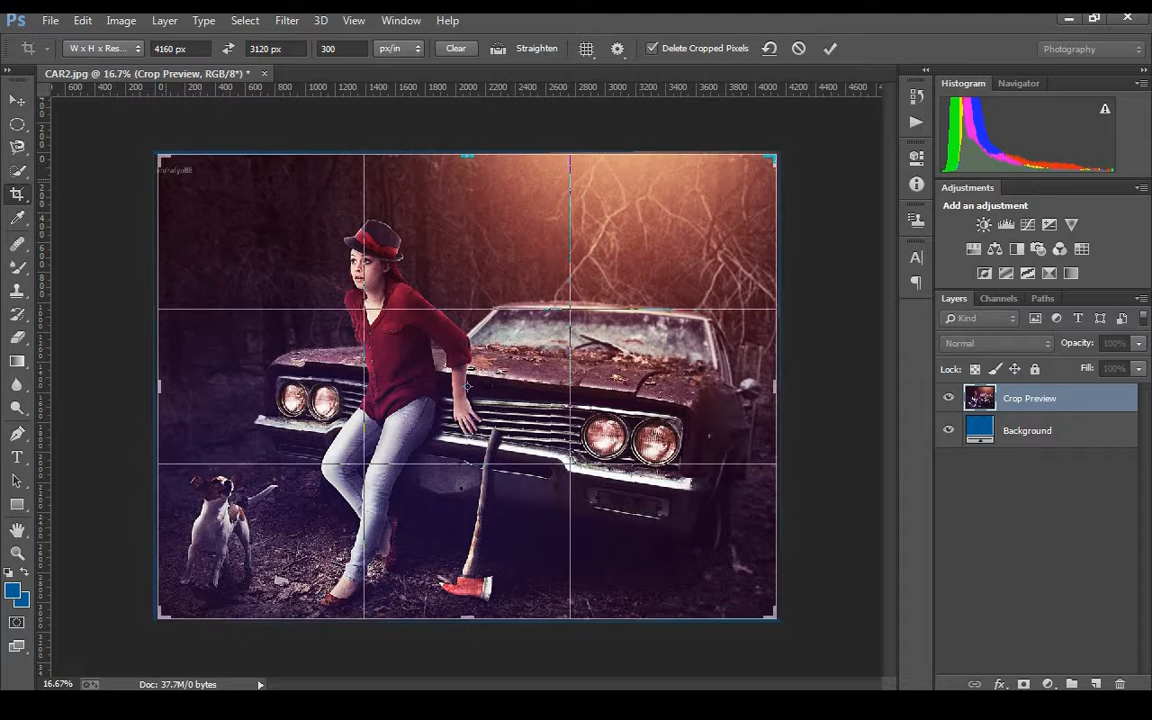 Ps File Edit Image Layer Type Select Filter 3D View Window Help
W x H x Res... 4160 px 3120 px 300 px/in Clear Straighten Delete Cropped Pixels Photography
CAR2.jpg @ 16.7% (Crop Preview, RGB/8*) * ×
600 400 200 0 200 400 600 800 1000 1200 1400 1600 1800 2000 2200 2400 2600 2800 3000 3200 3400 3600 3800 4000 4200 4400
Histogram Navigator
Adjustments
Add an adjustment
Layers Channels Paths
Kind
Normal Opacity: 100%
Lock: Fill: 100%
Crop Preview
Background
16.67% Doc: 37.7M/0 bytes